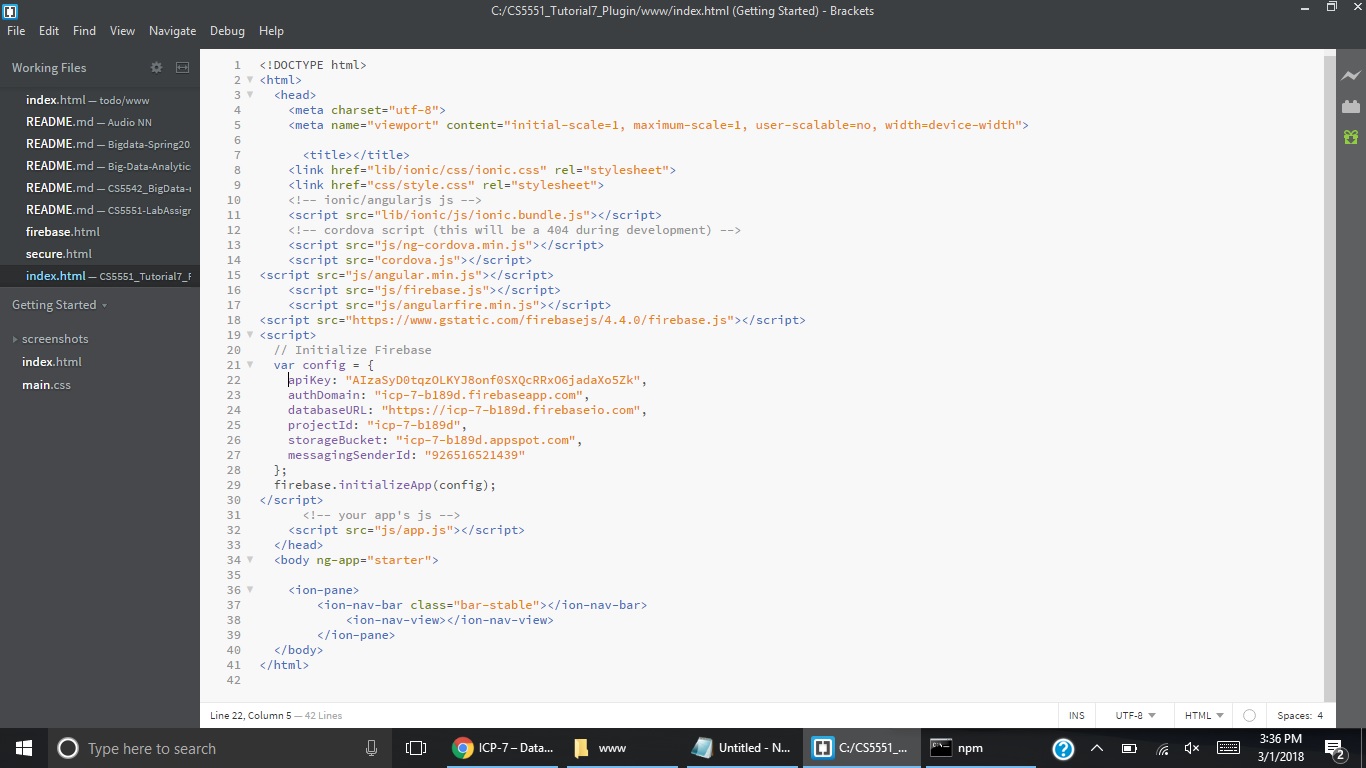 C:/CS5551_Tutorial7_Plugin/www/index.html (Getting Started) - Brackets
File Edit Find View Navigate Debug Help
Working Files
index.html — todo/www
README.md — Audio NN
README.md — Bigdata-Spring20
README.md — Big-Data-Analytic
README.md — CS5542_BigData-
README.md — CS5551-LabAssigr
firebase.html
secure.html
index.html — CS5551_Tutorial7_F
Getting Started
screenshots
index.html
main.css
1 <!DOCTYPE html>
2 <html>
3 <head>
4 <meta charset="utf-8">
5 <meta name="viewport" content="initial-scale=1, maximum-scale=1, user-scalable=no, width=device-width">
6
7 <title></title>
8 <link href="lib/ionic/css/ionic.css" rel="stylesheet">
9 <link href="css/style.css" rel="stylesheet">
10 <!-- ionic/angularjs js -->
11 <script src="lib/ionic/js/ionic.bundle.js"></script>
12 <!-- cordova script (this will be a 404 during development) -->
13 <script src="js/ng-cordova.min.js"></script>
14 <script src="cordova.js"></script>
15 <script src="js/angular.min.js"></script>
16 <script src="js/firebase.js"></script>
17 <script src="js/angularfire.min.js"></script>
18 <script src="https://www.gstatic.com/firebasejs/4.4.0/firebase.js"></script>
19 <script>
20 // Initialize Firebase
21 var config = {
22 apiKey: "AIzaSyD0tqzOLKYJ8onf0SXQcRRxO6jadaXo5Zk",
23 authDomain: "icp-7-b189d.firebaseapp.com",
24 databaseURL: "https://icp-7-b189d.firebaseio.com",
25 projectId: "icp-7-b189d",
26 storageBucket: "icp-7-b189d.appspot.com",
27 messagingSenderId: "926516521439"
28 };
29 firebase.initializeApp(config);
30 </script>
31 <!-- your app's js -->
32 <script src="js/app.js"></script>
33 </head>
34 <body ng-app="starter">
35
36 <ion-pane>
37 <ion-nav-bar class="bar-stable"></ion-nav-bar>
38 <ion-nav-view></ion-nav-view>
39 </ion-pane>
40 </body>
41 </html>
42
Line 22, Column 5 — 42 Lines
INS UTF-8 HTML Spaces: 4
Type here to search
ICP-7 – Data...
www
Untitled - N...
C:/CS5551_...
npm
3:36 PM
3/1/2018
2